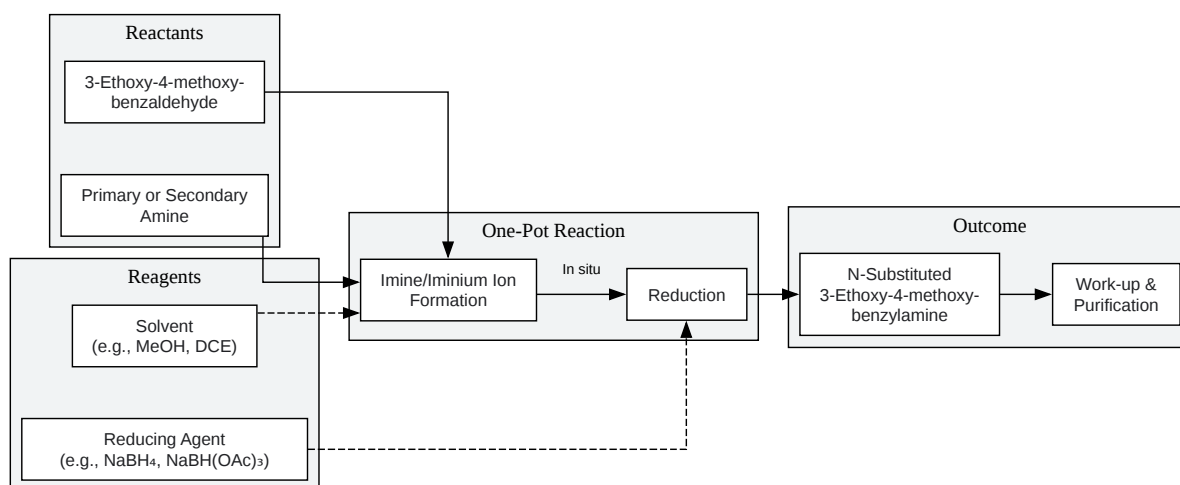 Reactants
3-Ethoxy-4-methoxy-
benzaldehyde
Primary or Secondary
Amine
Reagents
Solvent
(e.g., MeOH, DCE)
Reducing Agent
(e.g., NaBH₄, NaBH(OAc)₃)
One-Pot Reaction
Imine/Iminium Ion
Formation
In situ
Reduction
Outcome
N-Substituted
3-Ethoxy-4-methoxy-
benzylamine
Work-up &
Purification